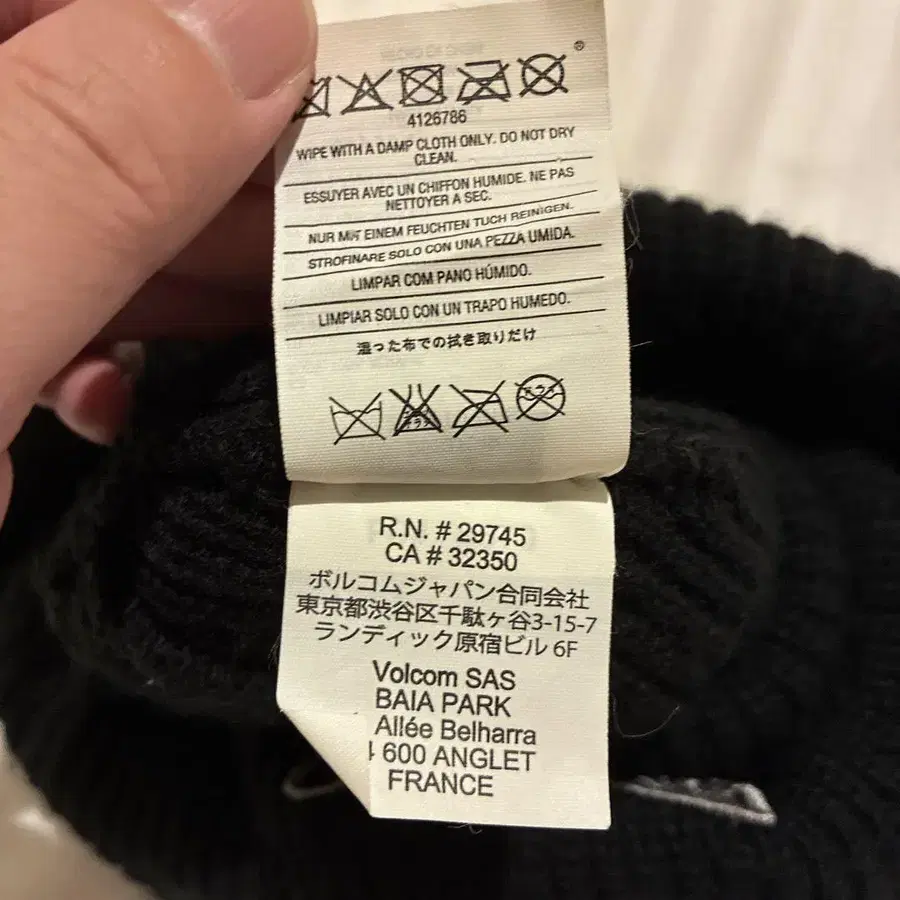 4126786
WIPE WITH A DAMP CLOTH ONLY. DO NOT DRY
CLEAN.
ESSUYER AVEC UN CHIFFON HUMIDE. NE PAS
NETTOYER A SEC.
NUR MIT EINEM FEUCHTEN TUCH REINIGEN.
STROFINARE SOLO CON UNA PEZZA UMIDA.
LIMPAR COM PANO HÚMIDO.
LIMPIAR SOLO CON UN TRAPO HUMEDO.
湿った布での拭き取りだけ
R.N. # 29745
CA # 32350
ボルコムジャパン合同会社
東京都渋谷区千駄ヶ谷3-15-7
ランディック原宿ビル 6F
Volcom SAS
BAIA PARK
Allée Belharra
600 ANGLET
FRANCE